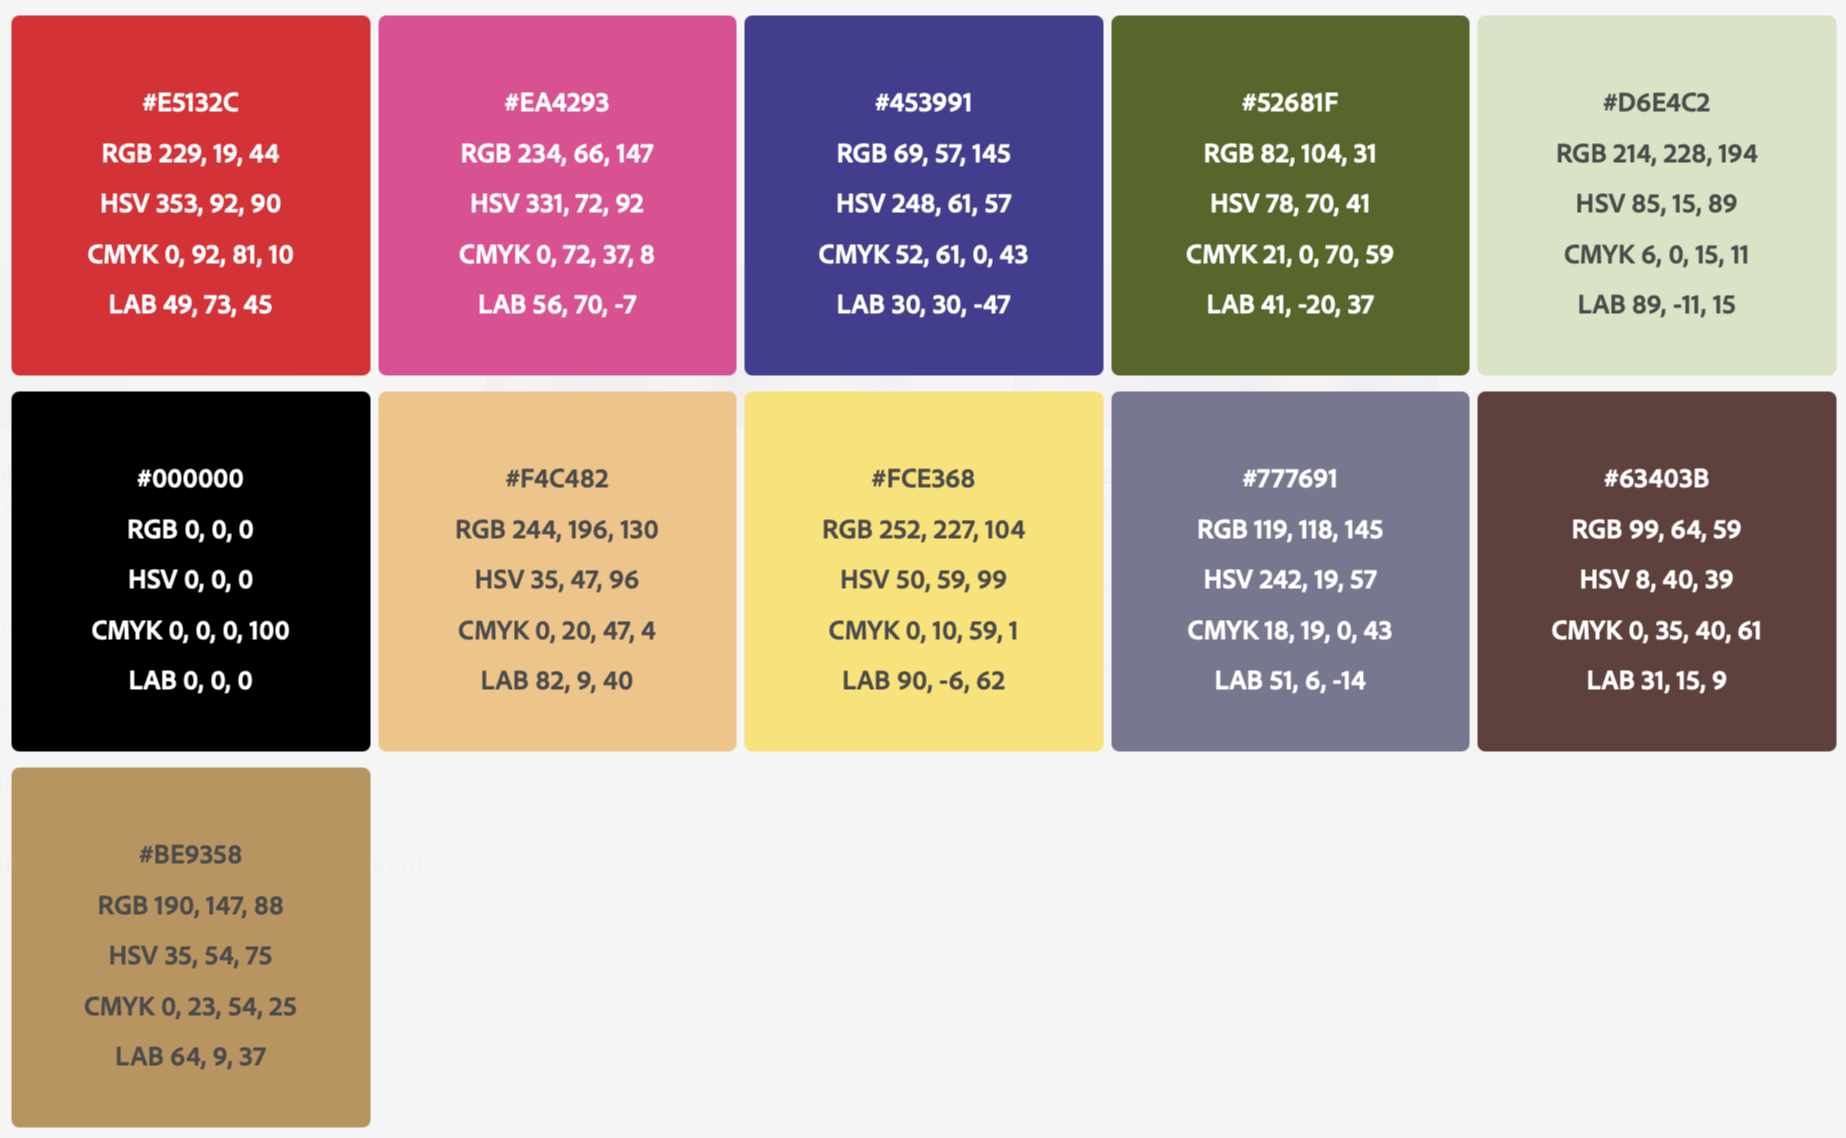 #E5132C
RGB 229, 19, 44
HSV 353, 92, 90
CMYK 0, 92, 81, 10
LAB 49, 73, 45
#EA4293
RGB 234, 66, 147
HSV 331, 72, 92
CMYK 0, 72, 37, 8
LAB 56, 70, -7
#453991
RGB 69, 57, 145
HSV 248, 61, 57
CMYK 52, 61, 0, 43
LAB 30, 30, -47
#52681F
RGB 82, 104, 31
HSV 78, 70, 41
CMYK 21, 0, 70, 59
LAB 41, -20, 37
#D6E4C2
RGB 214, 228, 194
HSV 85, 15, 89
CMYK 6, 0, 15, 11
LAB 89, -11, 15
#000000
RGB 0, 0, 0
HSV 0, 0, 0
CMYK 0, 0, 0, 100
LAB 0, 0, 0
#F4C482
RGB 244, 196, 130
HSV 35, 47, 96
CMYK 0, 20, 47, 4
LAB 82, 9, 40
#FCE368
RGB 252, 227, 104
HSV 50, 59, 99
CMYK 0, 10, 59, 1
LAB 90, -6, 62
#777691
RGB 119, 118, 145
HSV 242, 19, 57
CMYK 18, 19, 0, 43
LAB 51, 6, -14
#63403B
RGB 99, 64, 59
HSV 8, 40, 39
CMYK 0, 35, 40, 61
LAB 31, 15, 9
#BE9358
RGB 190, 147, 88
HSV 35, 54, 75
CMYK 0, 23, 54, 25
LAB 64, 9, 37